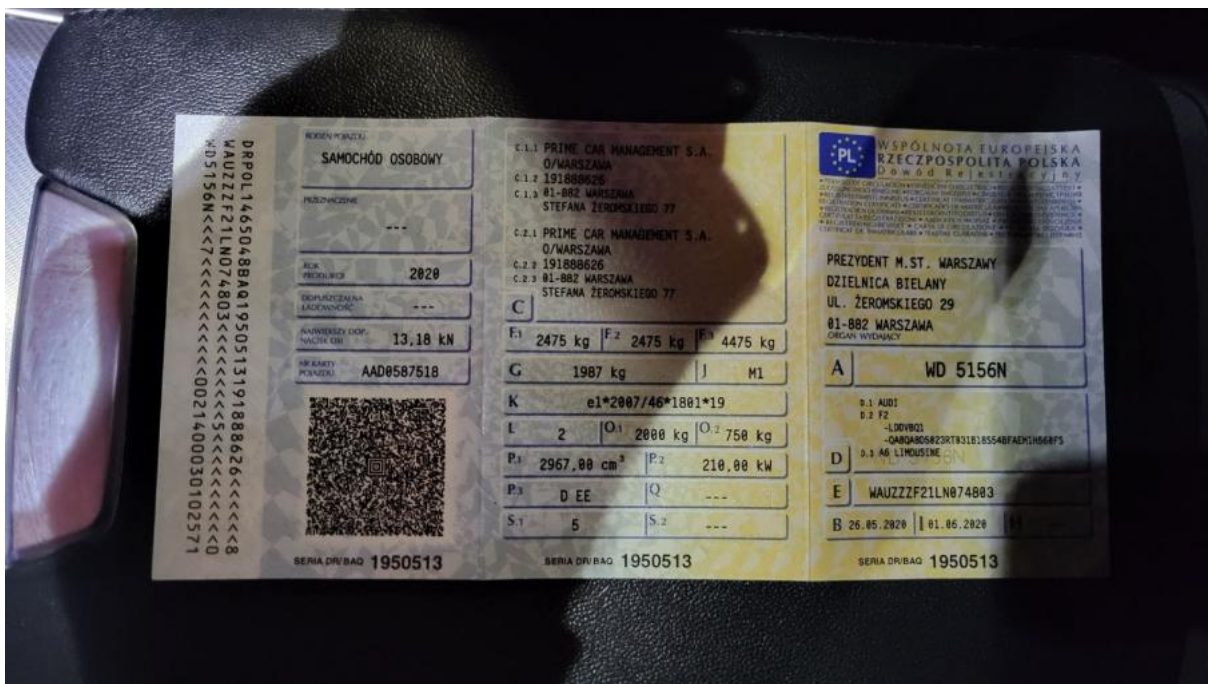 DRPOL1465048BAQ1950513191888626<<<<<8
WAUZZZF21LN074803<<<<<<<5<<<<<<<<<<0
WD5156N<<7<<<<<<<<<<<0021400030102571
RODZAJ POJAZDU
SAMOCHÓD OSOBOWY
PRZEZNACZENIE
---
ROK PRODUKCJI 2020
DOPUSZCZALNA ŁADOWNOŚĆ ---
NAJWIĘKSZY DOP. NACISK OSI 13,18 kN
NR KARTY POJAZDU AAD0587518
SERIA DR/BAQ 1950513
C.1.1 PRIME CAR MANAGEMENT S.A.
O/WARSZAWA
C.1.2 191888626
C.1.3 01-882 WARSZAWA
STEFANA ŻEROMSKIEGO 77
C.2.1 PRIME CAR MANAGEMENT S.A.
O/WARSZAWA
C.2.2 191888626
C.2.3 01-882 WARSZAWA
STEFANA ŻEROMSKIEGO 77
C
F.1 2475 kg F.2 2475 kg F.3 4475 kg
G 1987 kg J M1
K e1*2007/46*1801*19
L 2 O.1 2000 kg O.2 750 kg
P.1 2967,00 cm³ P.2 210,00 kW
P.3 D EE Q ---
S.1 5 S.2 ---
SERIA DR/BAQ 1950513
PL
WSPÓLNOTA EUROPEJSKA
RZECZPOSPOLITA POLSKA
Dowód Rejestracyjny
PREZYDENT M.ST. WARSZAWY
DZIELNICA BIELANY
UL. ŻEROMSKIEGO 29
01-882 WARSZAWA
ORGAN WYDAJĄCY
A WD 5156N
D.1 AUDI
D.2 F2
-LDDVBQ1
D.3 A6 LIMOUSINE
D
E WAUZZZF21LN074803
B 26.05.2020 I 01.06.2020 H ---
SERIA DR/BAQ 1950513